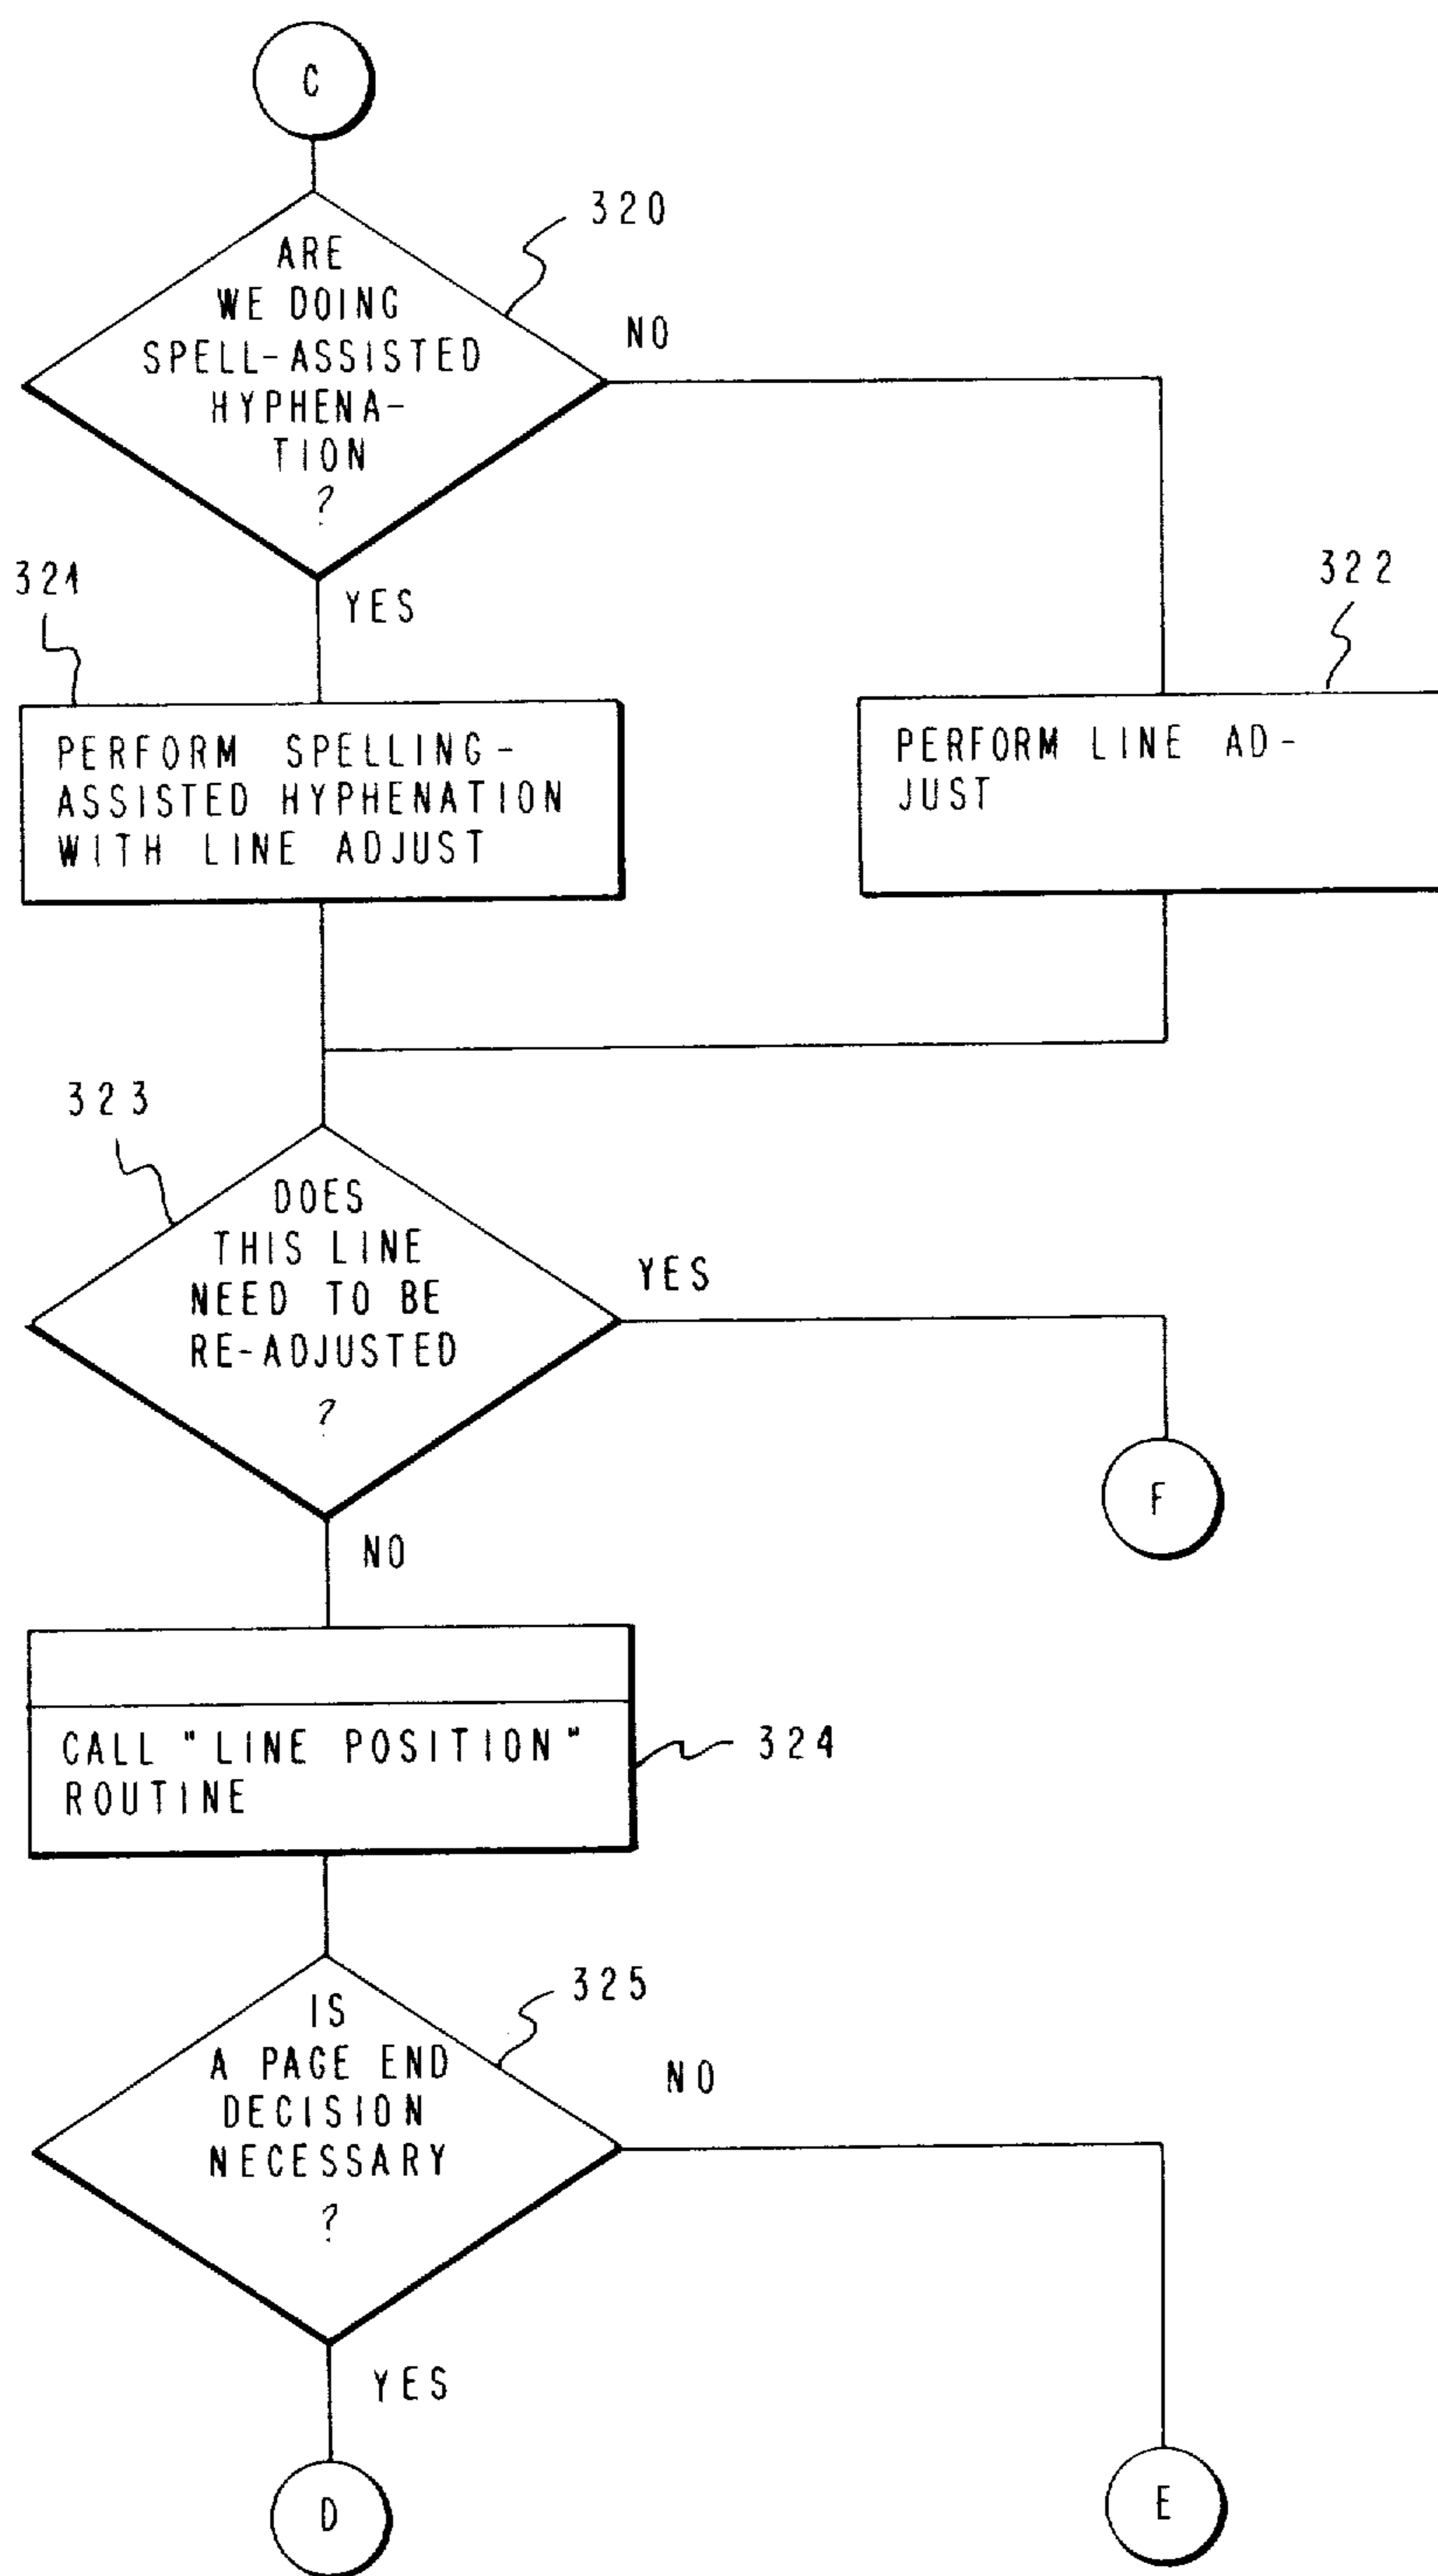 C
320
ARE
WE DOING
SPELL-ASSISTED
HYPHENA-
TION
?
NO
YES
321
PERFORM SPELLING-
ASSISTED HYPHENATION
WITH LINE ADJUST
322
PERFORM LINE AD-
JUST
323
DOES
THIS LINE
NEED TO BE
RE-ADJUSTED
?
YES
F
NO
CALL "LINE POSITION"
ROUTINE
324
325
IS
A PAGE END
DECISION
NECESSARY
?
NO
YES
D
E